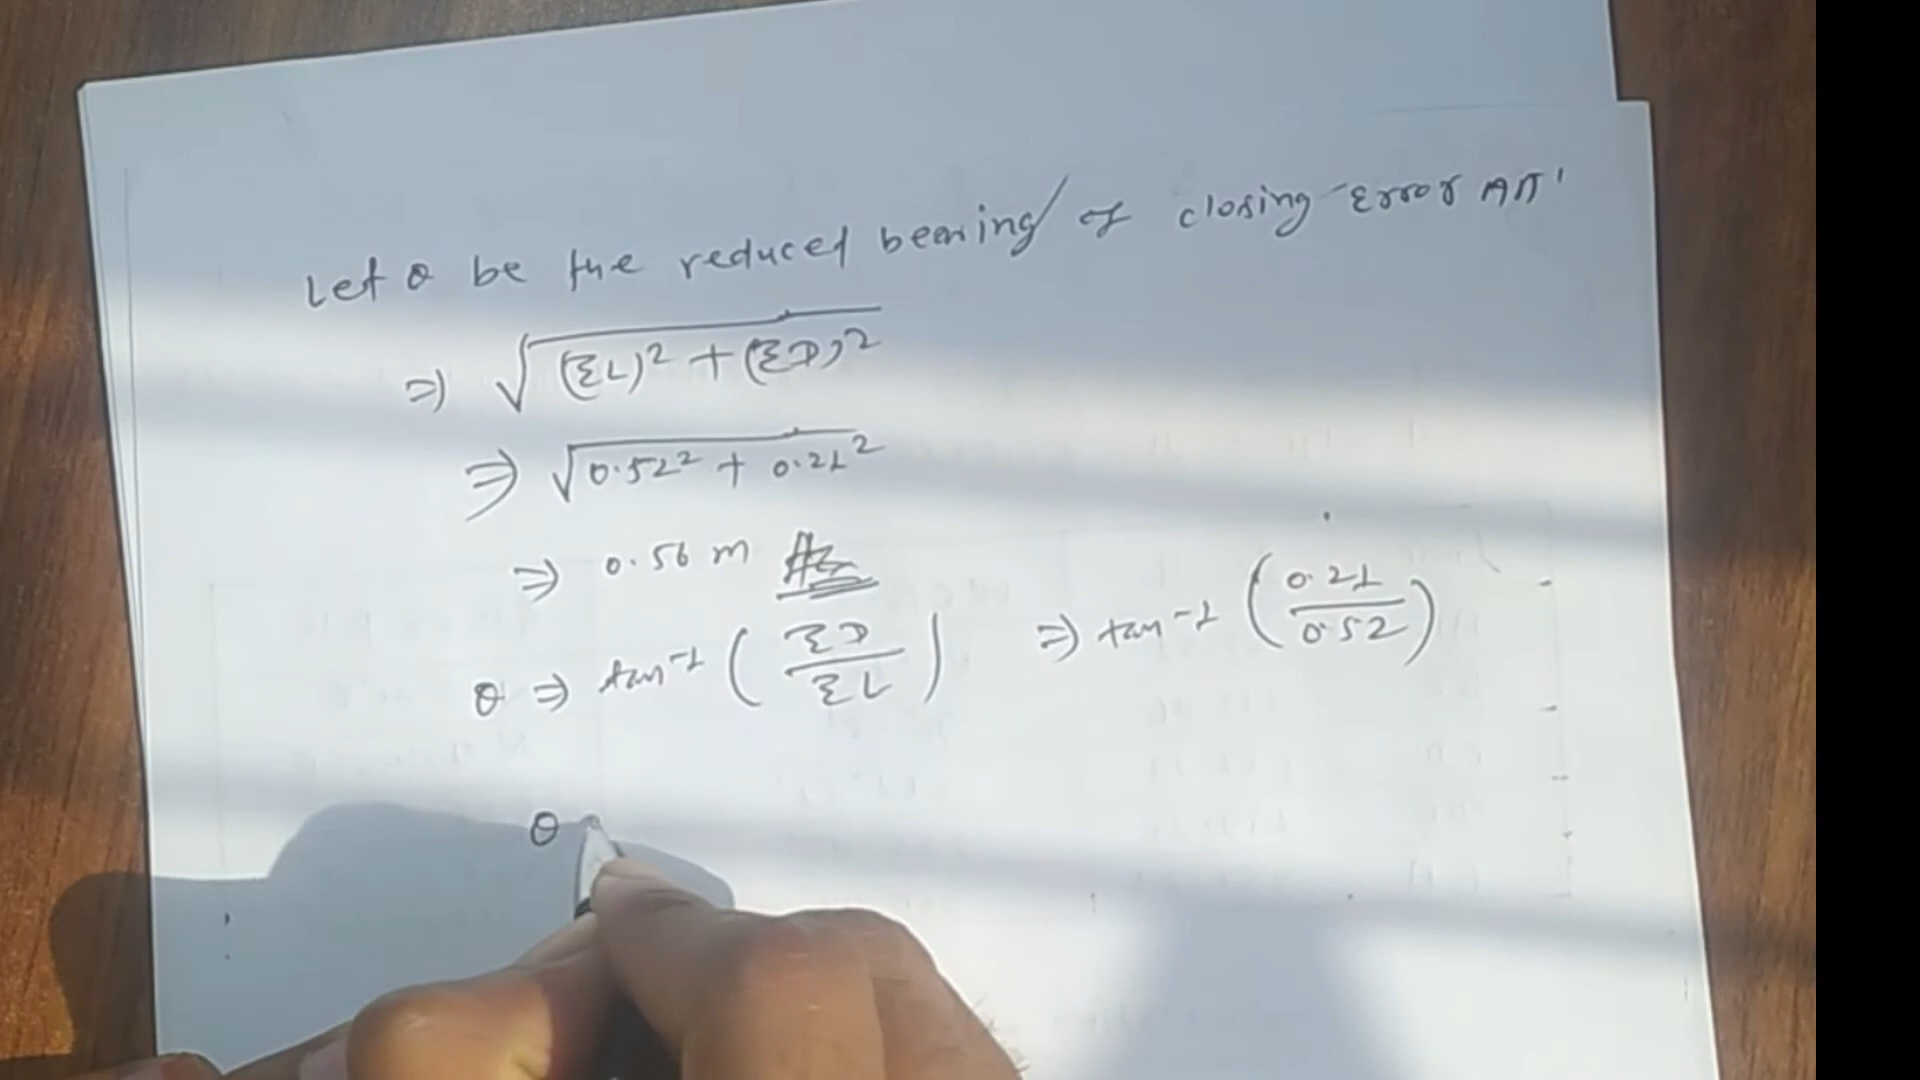 Let θ be the reduced bearing of closing Error AA'
⇒ √(ΣL)² + (ΣD)²
⇒ √0.52² + 0.21²
⇒ 0.56 m
θ ⇒ tan⁻¹ (ΣD/ΣL) ⇒ tan⁻¹ (0.21/0.52)
θ